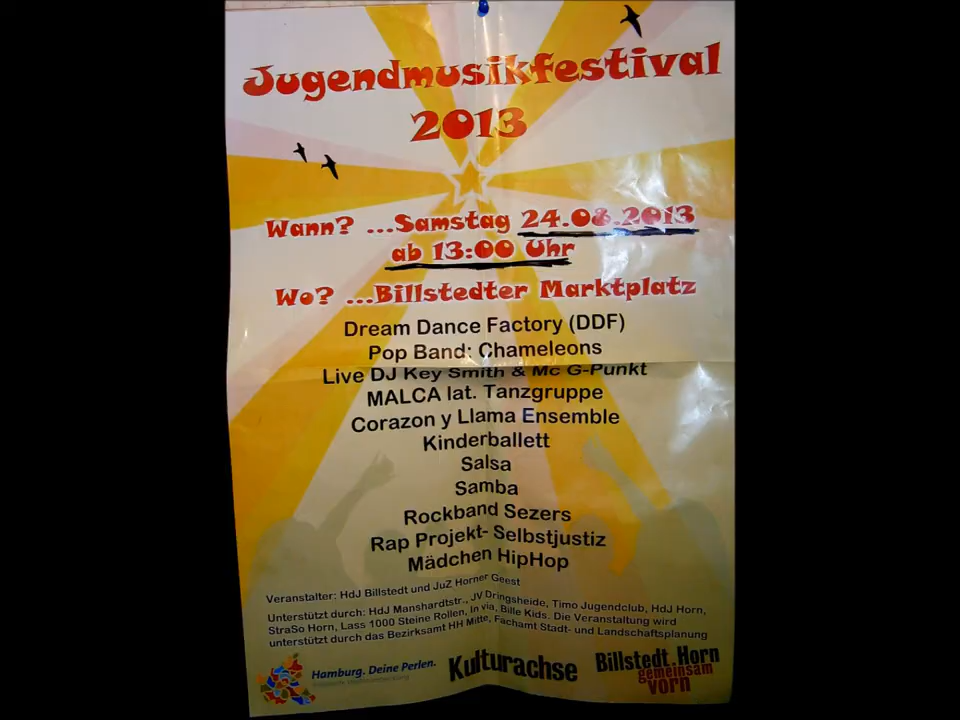 Jugendmusikfestival
2013
Wann? ...Samstag 24.08.2013
ab 13:00 Uhr
Wo? ...Billstedter Marktplatz
Dream Dance Factory (DDF)
Pop Band: Chameleons
Live DJ Key Smith & Mc G-Punkt
MALCA lat. Tanzgruppe
Corazon y Llama Ensemble
Kinderballett
Salsa
Samba
Rockband Sezers
Rap Projekt- Selbstjustiz
Mädchen HipHop
Veranstalter: HdJ Billstedt und JuZ Horner Geest
Unterstützt durch: HdJ Manshardtstr., JV Dringsheide, Timo Jugendclub, HdJ Horn,
StraSo Horn, Lass 1000 Steine Rollen, In via, Bille Kids. Die Veranstaltung wird
unterstützt durch das Bezirksamt HH Mitte, Fachamt Stadt- und Landschaftsplanung
Hamburg. Deine Perlen.
Kulturachse
Billstedt.Horn
gemeinsam
vorn